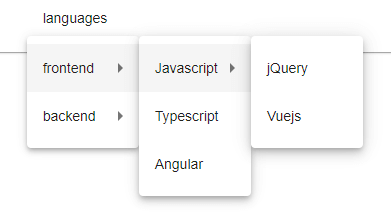 languages
frontend
backend
Javascript
Typescript
Angular
jQuery
Vuejs